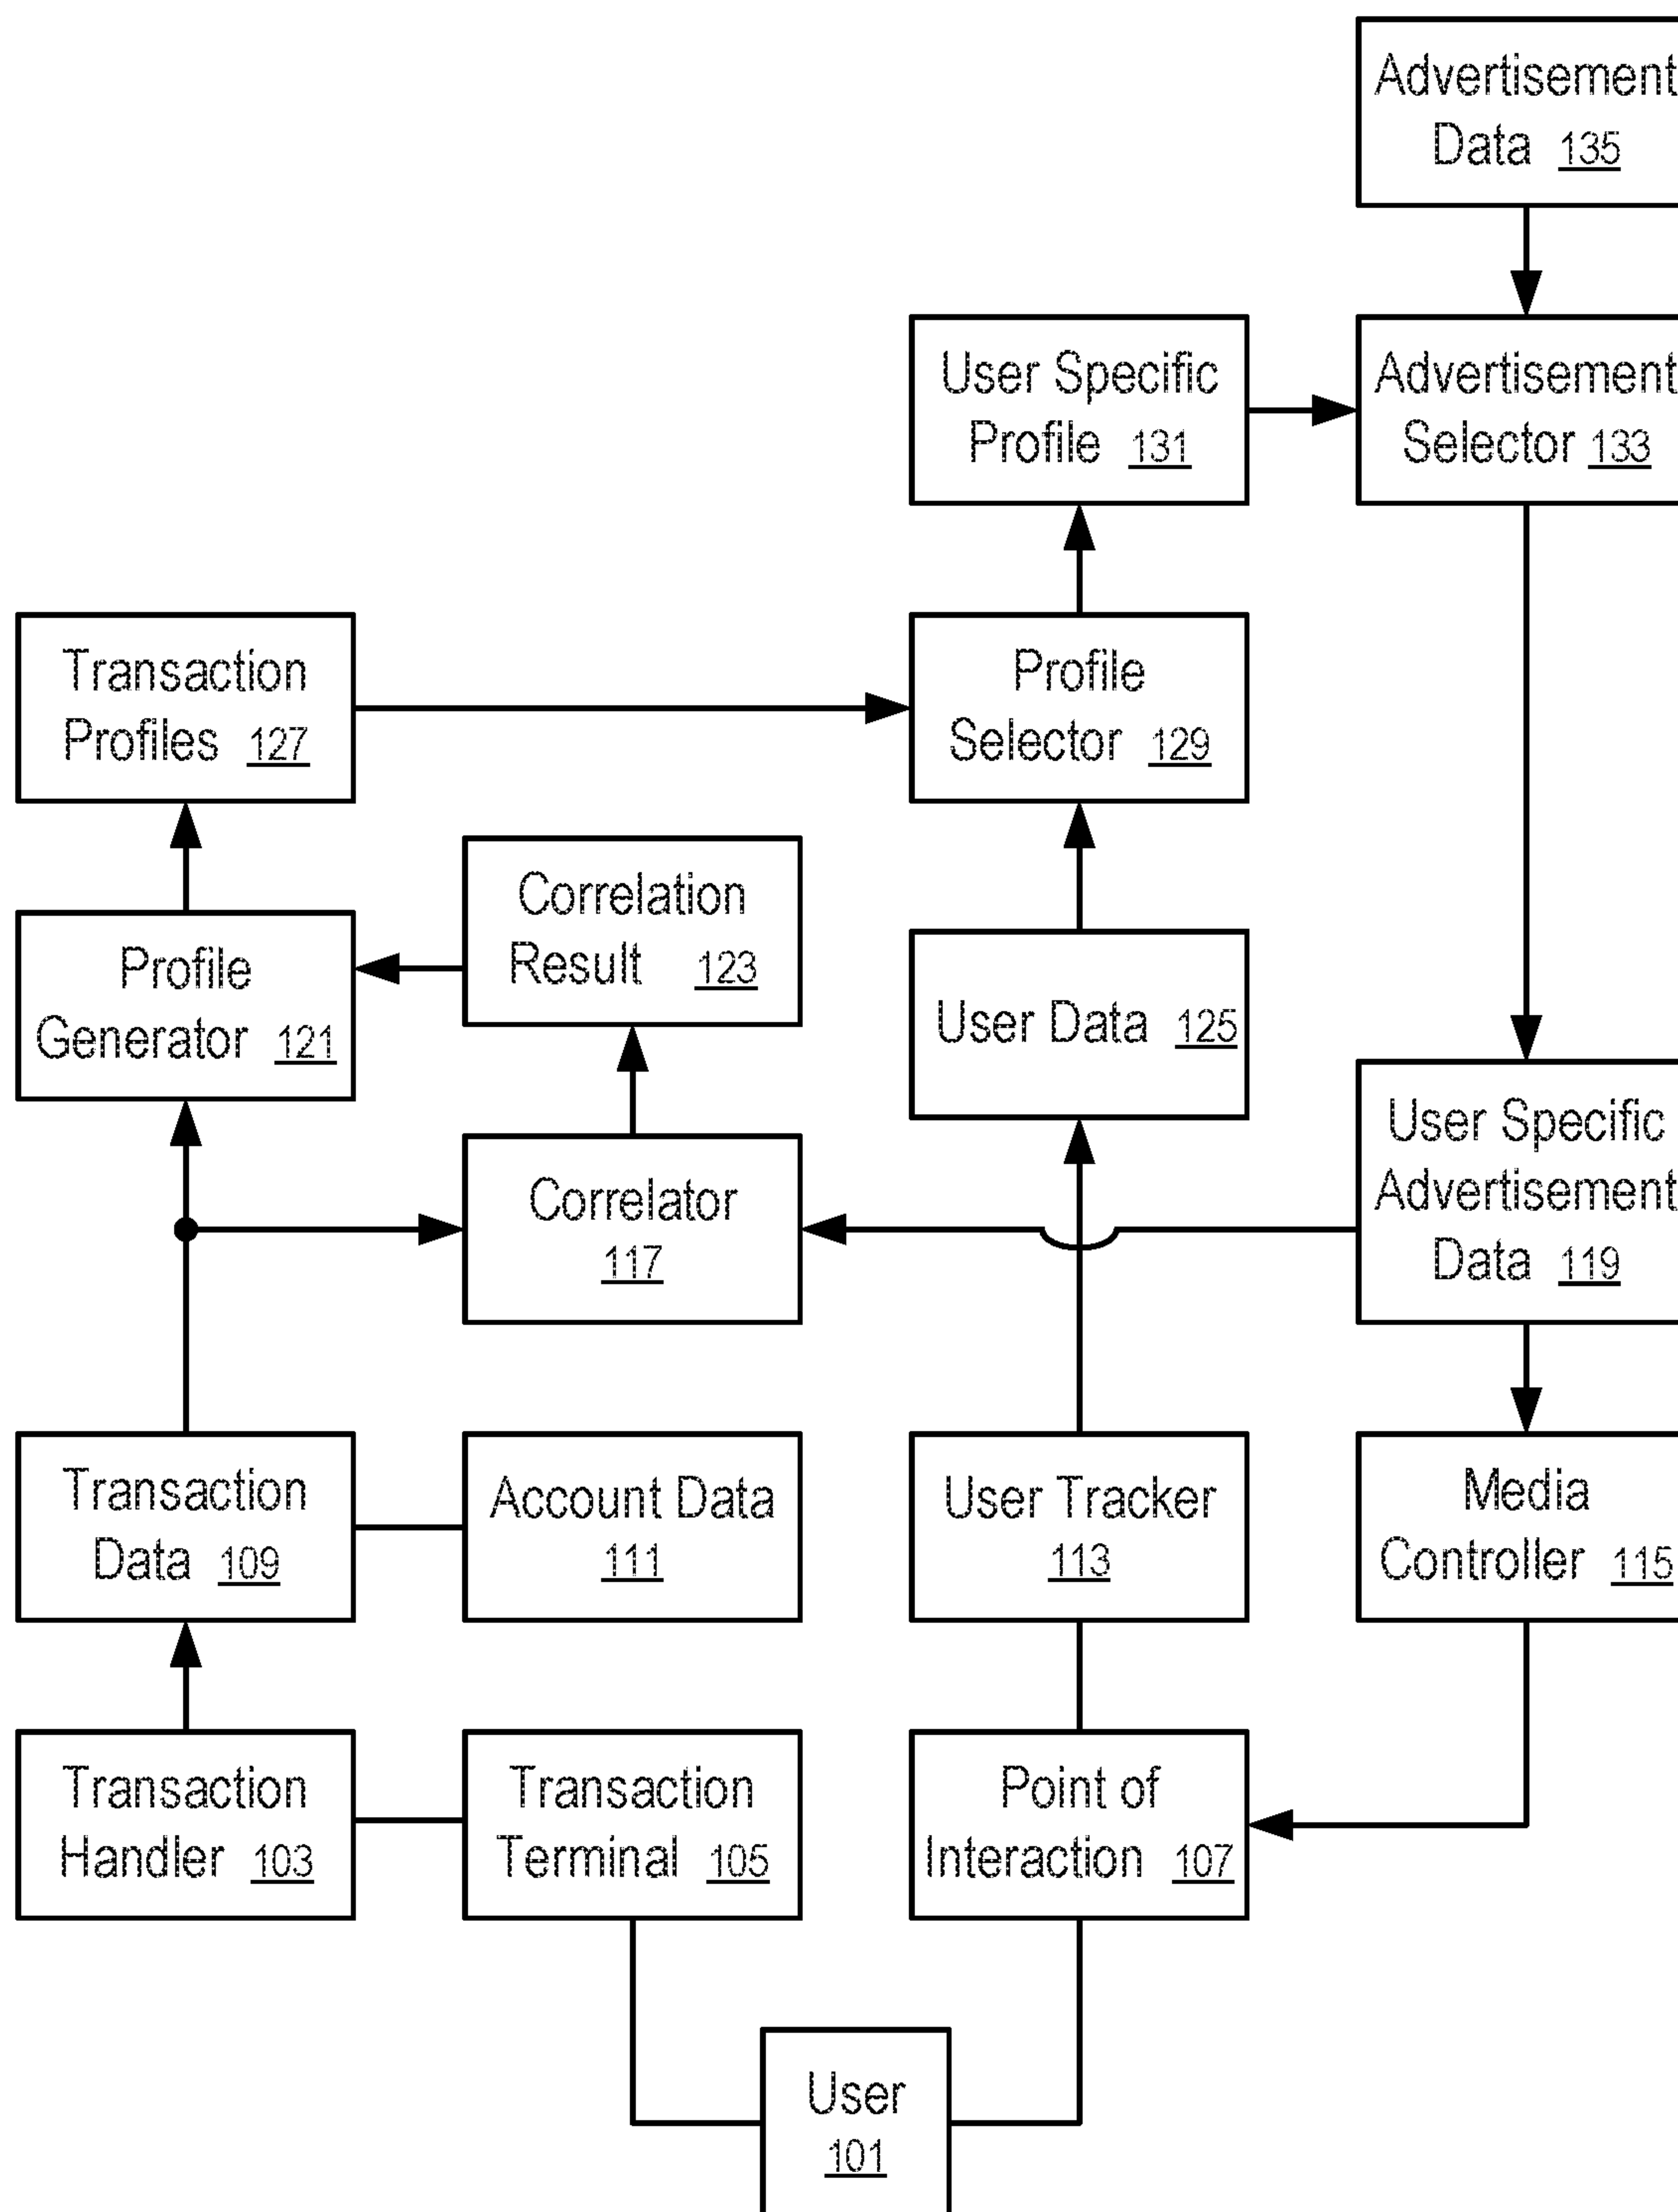 Advertisement
Data 135
User Specific
Profile 131
Advertisement
Selector 133
Transaction
Profiles 127
Profile
Selector 129
Correlation
Result 123
Profile
Generator 121
User Data 125
User Specific
Advertisement
Data 119
Correlator
117
Transaction
Data 109
Account Data
111
User Tracker
113
Media
Controller 115
Transaction
Handler 103
Transaction
Terminal 105
Point of
Interaction 107
User
101